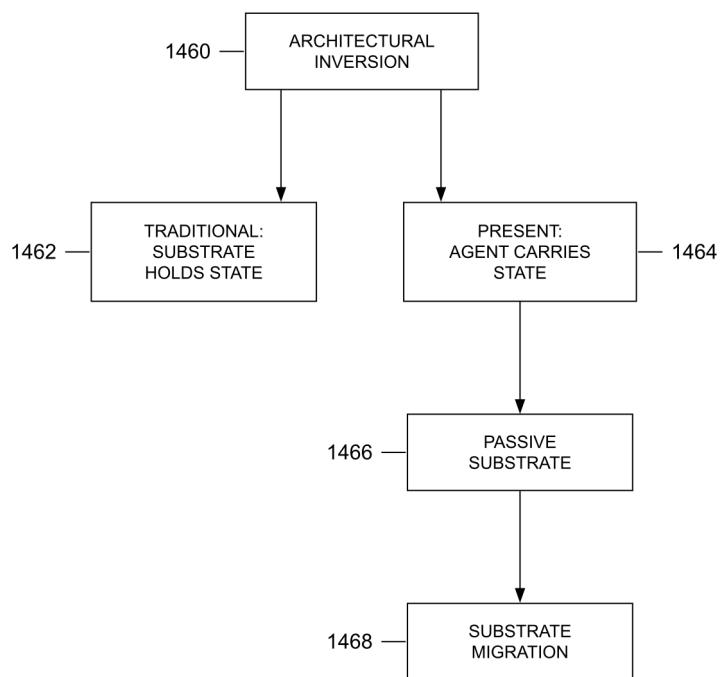 1460
ARCHITECTURAL
INVERSION
1462
TRADITIONAL:
SUBSTRATE
HOLDS STATE
PRESENT:
AGENT CARRIES
STATE
1464
1466
PASSIVE
SUBSTRATE
1468
SUBSTRATE
MIGRATION